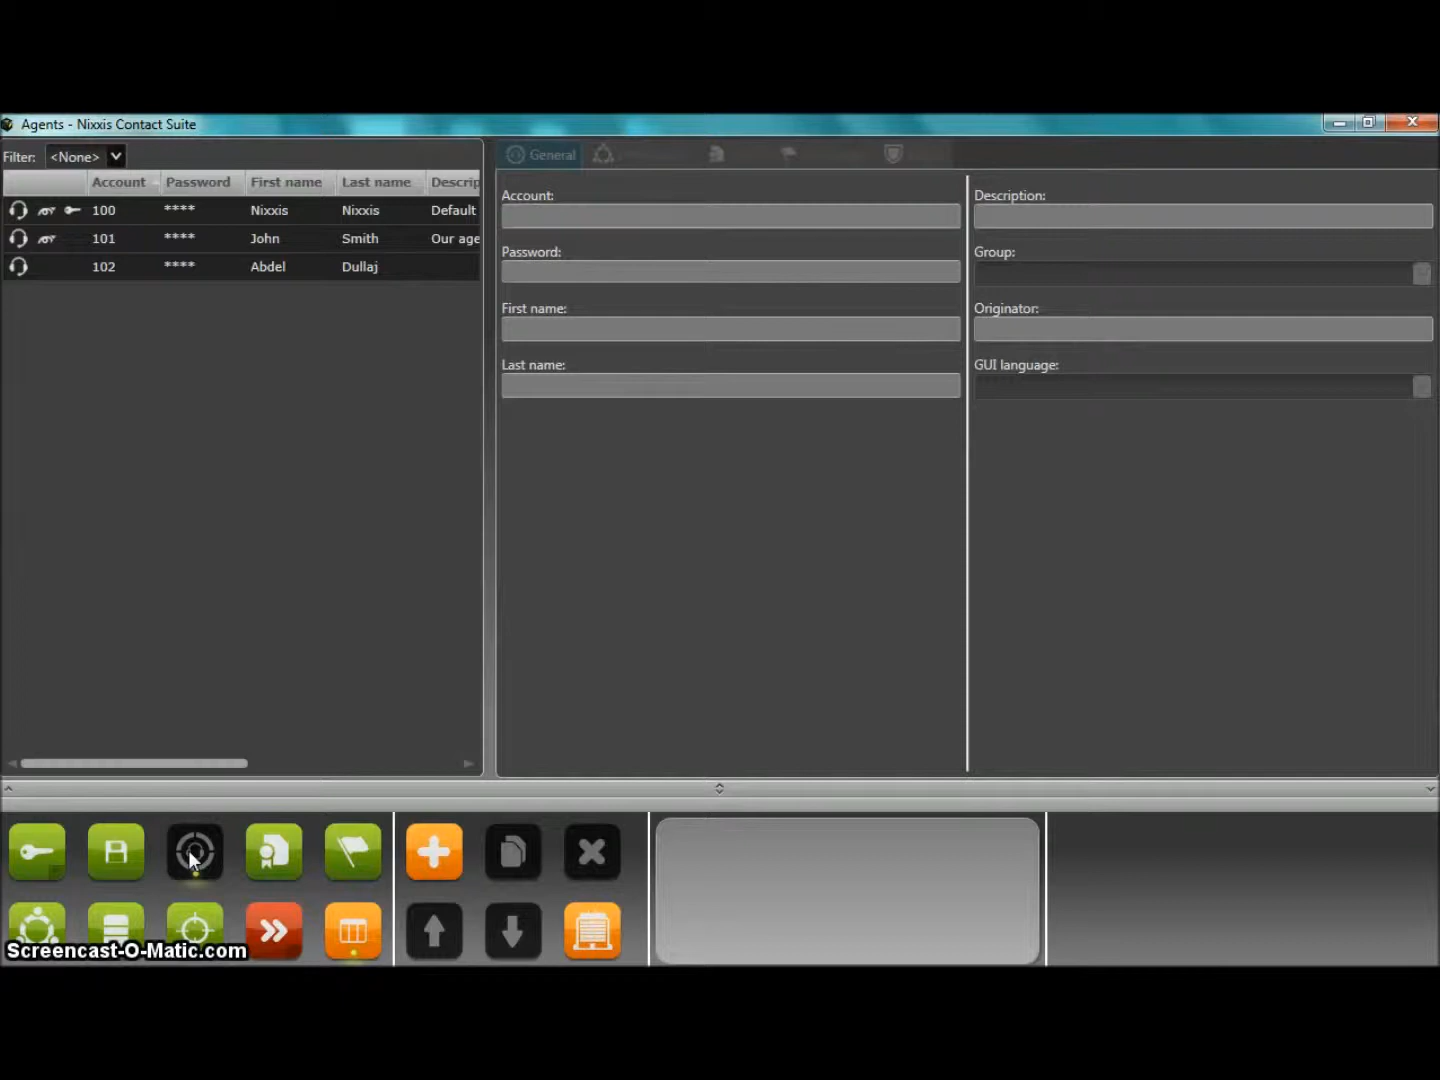 Agents - Nixxis Contact Suite
Filter: <None>
Account Password First name Last name Descrip
100 **** Nixxis Nixxis Default
101 **** John Smith Our age
102 **** Abdel Dullaj
General
Account:
Password:
First name:
Last name:
Description:
Group:
Originator:
GUI language:
Screencast-O-Matic.com